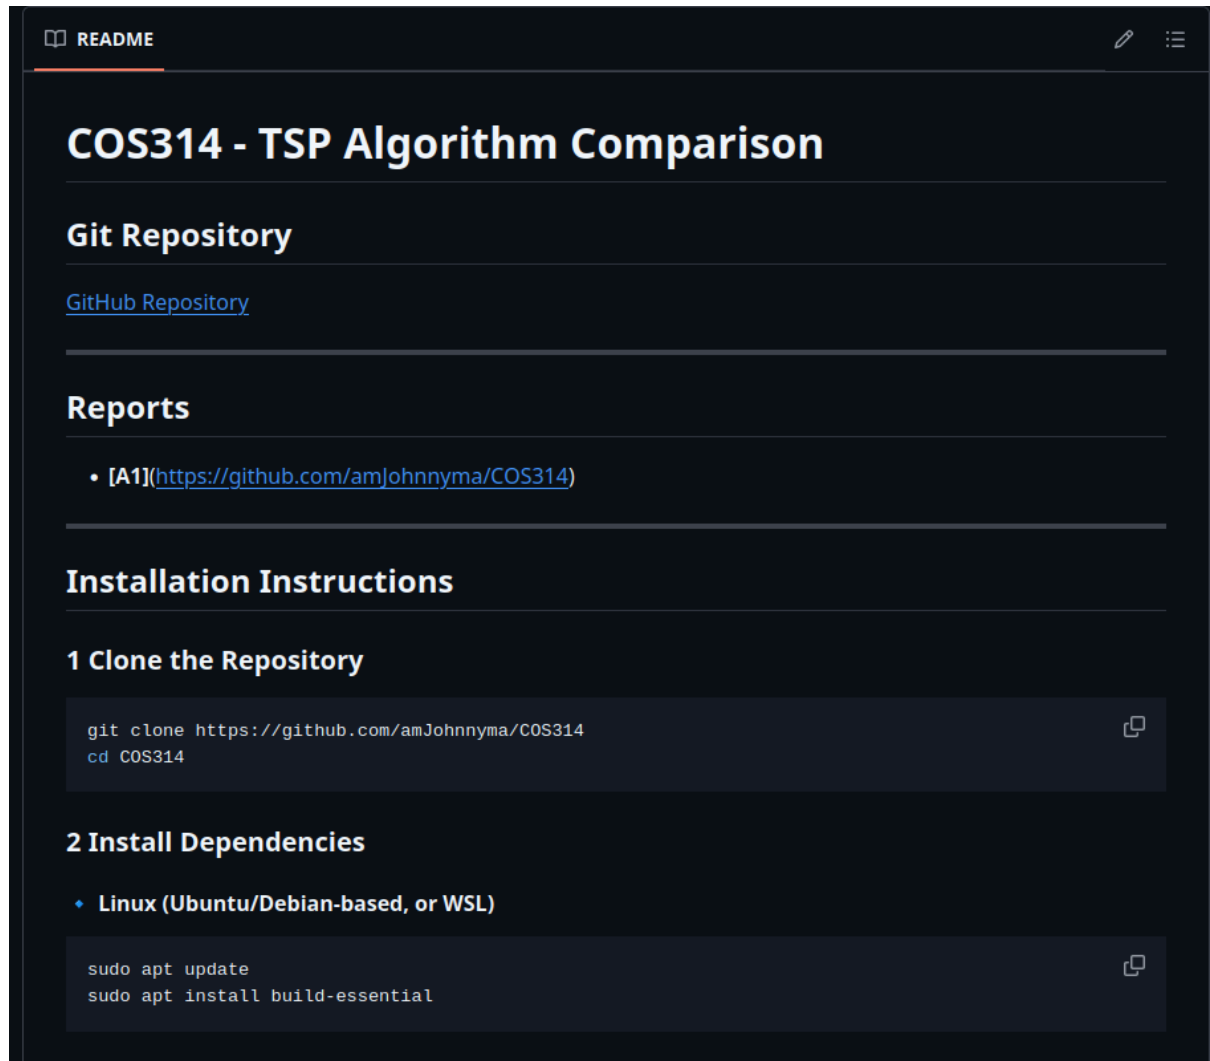 README
COS314 - TSP Algorithm Comparison
Git Repository
GitHub Repository
Reports
• [A1](https://github.com/amJohnnyma/COS314)
Installation Instructions
1 Clone the Repository
git clone https://github.com/amJohnnyma/COS314
cd COS314
2 Install Dependencies
🔹 Linux (Ubuntu/Debian-based, or WSL)
sudo apt update
sudo apt install build-essential